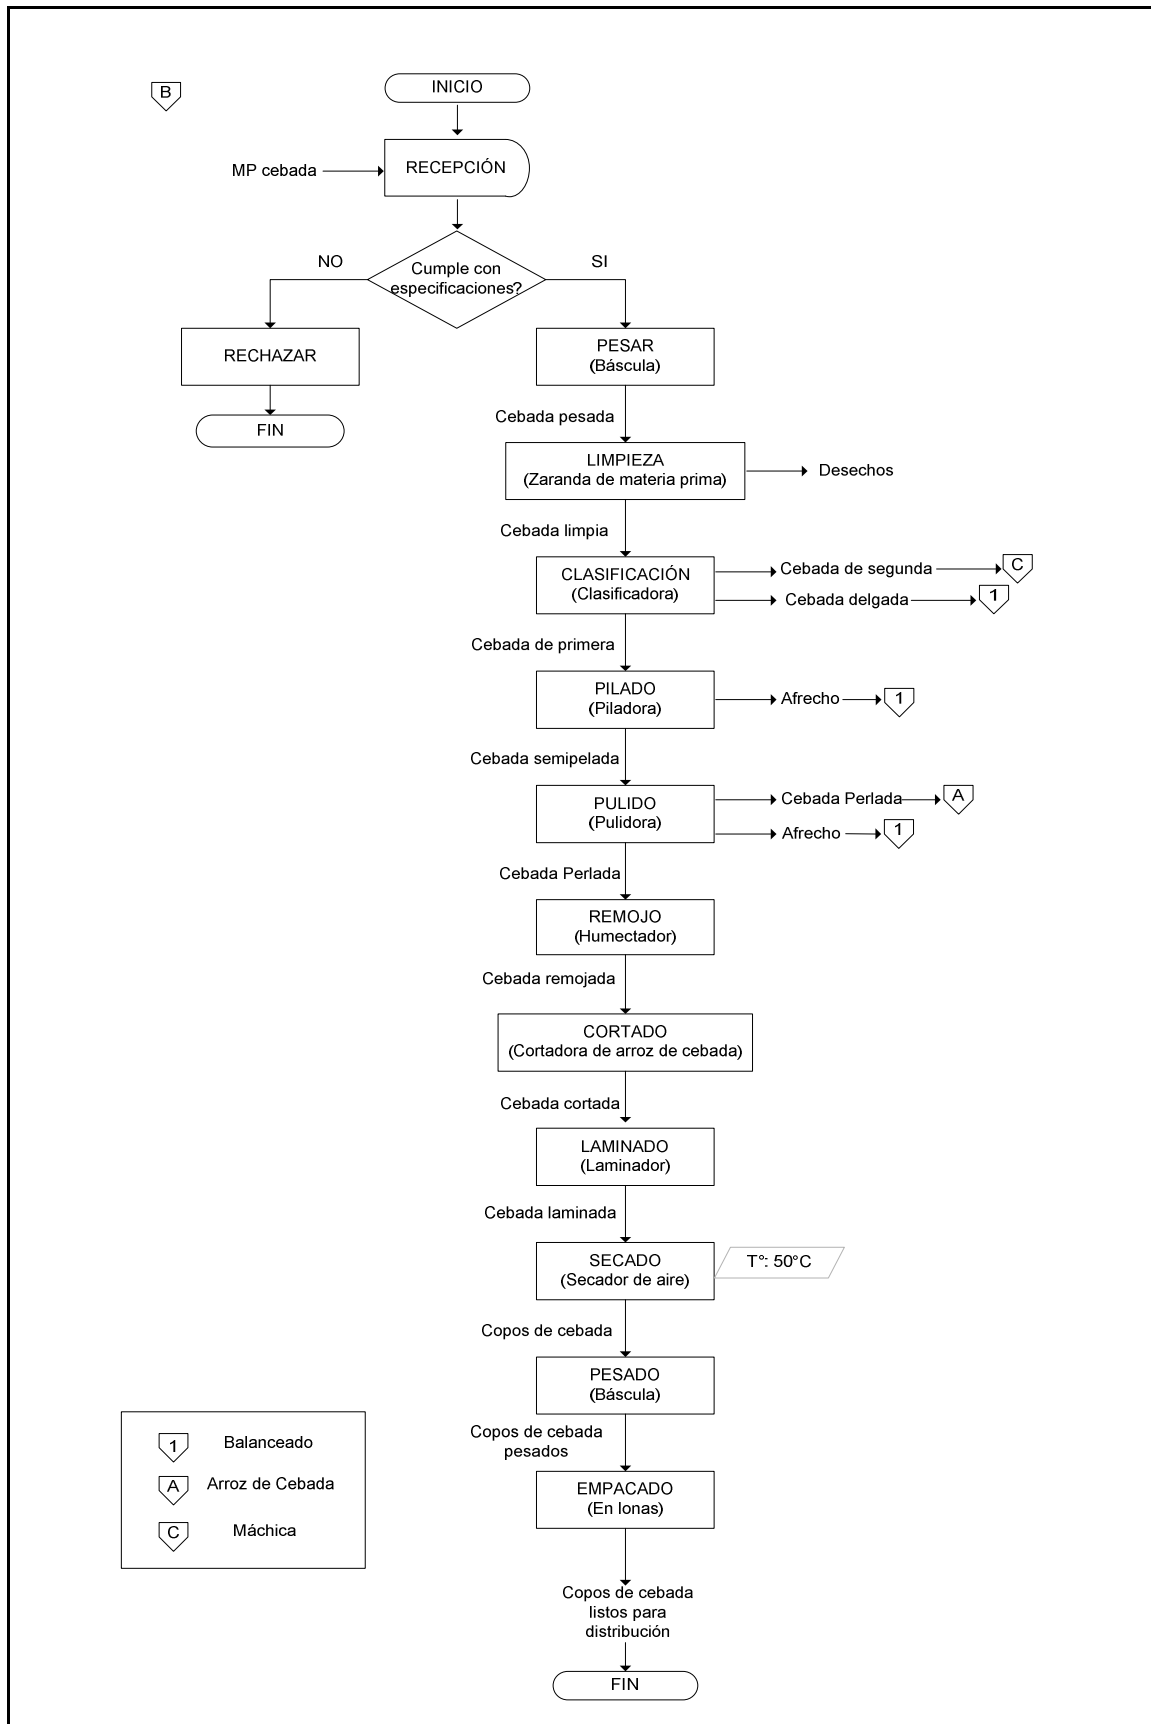 B
INICIO
MP cebada
RECEPCIÓN
NO
Cumple con
especificaciones?
SI
RECHAZAR
FIN
PESAR
(Báscula)
Cebada pesada
LIMPIEZA
(Zaranda de materia prima)
Desechos
Cebada limpia
CLASIFICACIÓN
(Clasificadora)
Cebada de segunda
C
Cebada delgada
1
Cebada de primera
PILADO
(Piladora)
Afrecho
1
Cebada semipelada
PULIDO
(Pulidora)
Cebada Perlada
A
Afrecho
1
Cebada Perlada
REMOJO
(Humectador)
Cebada remojada
CORTADO
(Cortadora de arroz de cebada)
Cebada cortada
LAMINADO
(Laminador)
Cebada laminada
SECADO
(Secador de aire)
T°: 50°C
Copos de cebada
PESADO
(Báscula)
Copos de cebada
pesados
EMPACADO
(En lonas)
Copos de cebada
listos para
distribución
FIN
1 Balanceado
A Arroz de Cebada
C Máchica